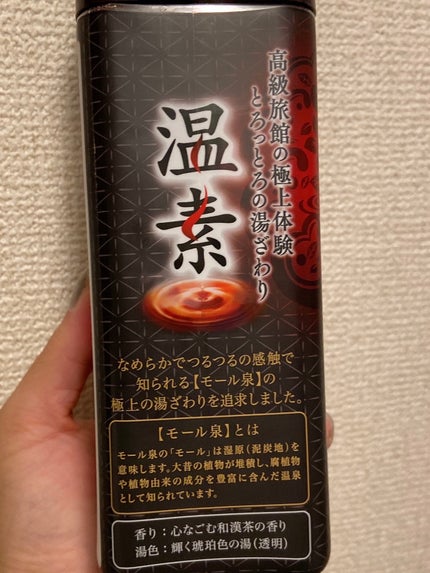 高級旅館の極上体験
とろっとろの湯ざわり
温素
なめらかでつるつるの感触で
知られる【モール泉】の
極上の湯ざわりを追求しました。
【モール泉】とは
モール泉の「モール」は湿原(泥炭地)を
意味します。大昔の植物が堆積し、腐植物
や植物由来の成分を豊富に含んだ温泉
として知られています。
香り：心なごむ和漢茶の香り
湯色：輝く琥珀色の湯(透明)